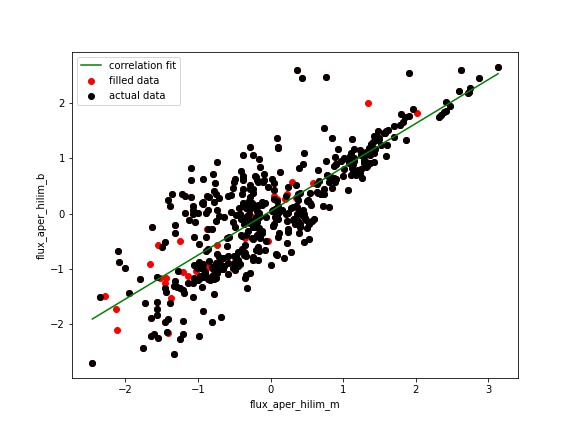 correlation fit
filled data
actual data
2
1
0
−1
−2
flux_aper_hilim_b
−2
−1
0
1
2
3
flux_aper_hilim_m